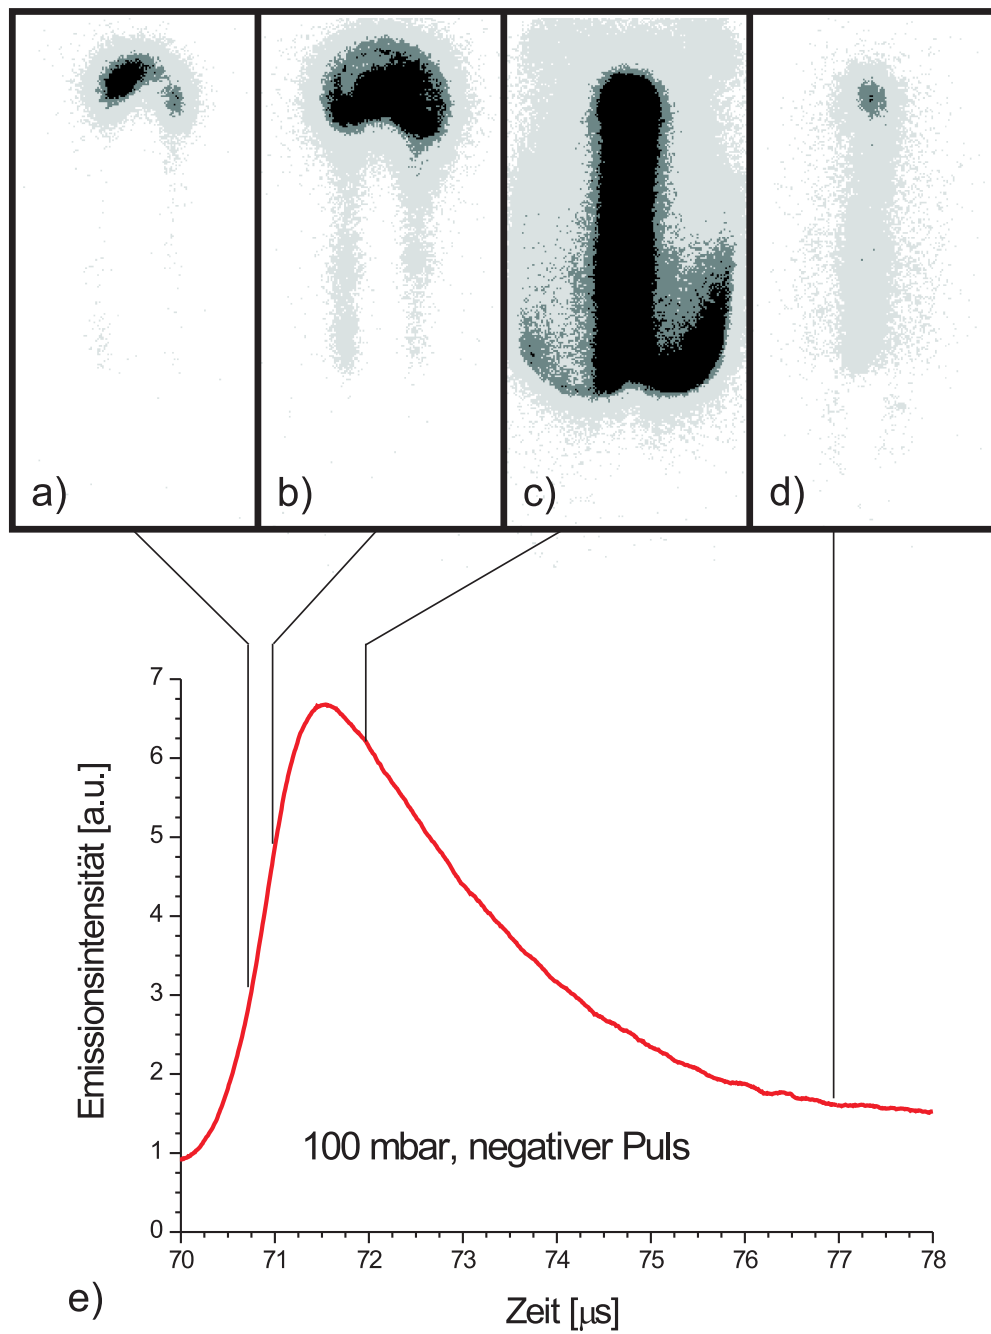 a) b) c) d)
7
6
5
4
3
2
1
0
Emissionsintensität [a.u.]
100 mbar, negativer Puls
70 71 72 73 74 75 76 77 78
e)
Zeit [µs]